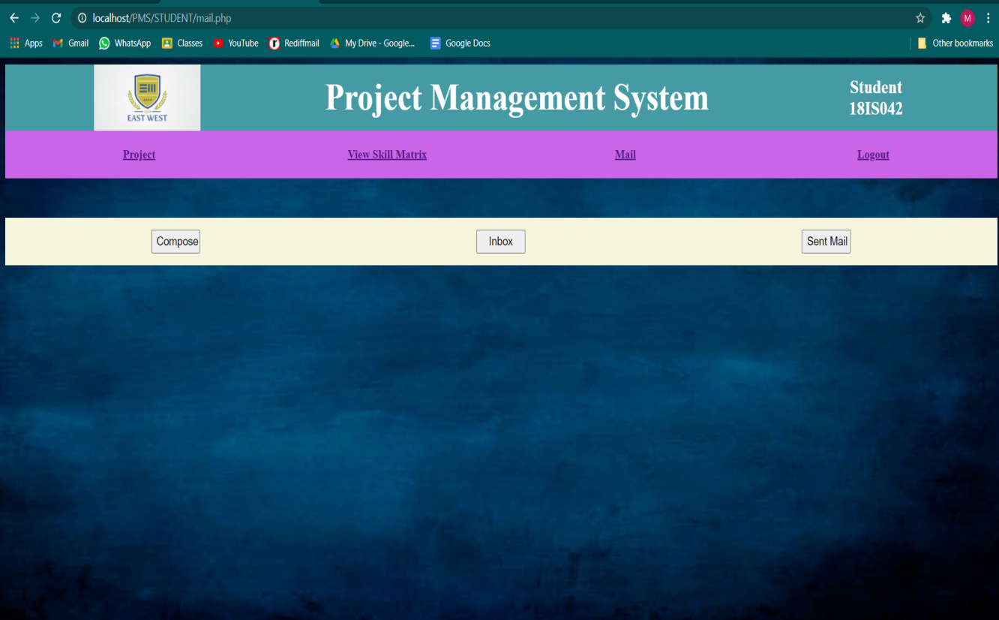 localhost/PMS/STUDENT/mail.php
M
Apps Gmail WhatsApp Classes YouTube Rediffmail My Drive - Google... Google Docs Other bookmarks
EAST WEST
Project Management System
Student
18IS042
Project View Skill Matrix Mail Logout
Compose Inbox Sent Mail